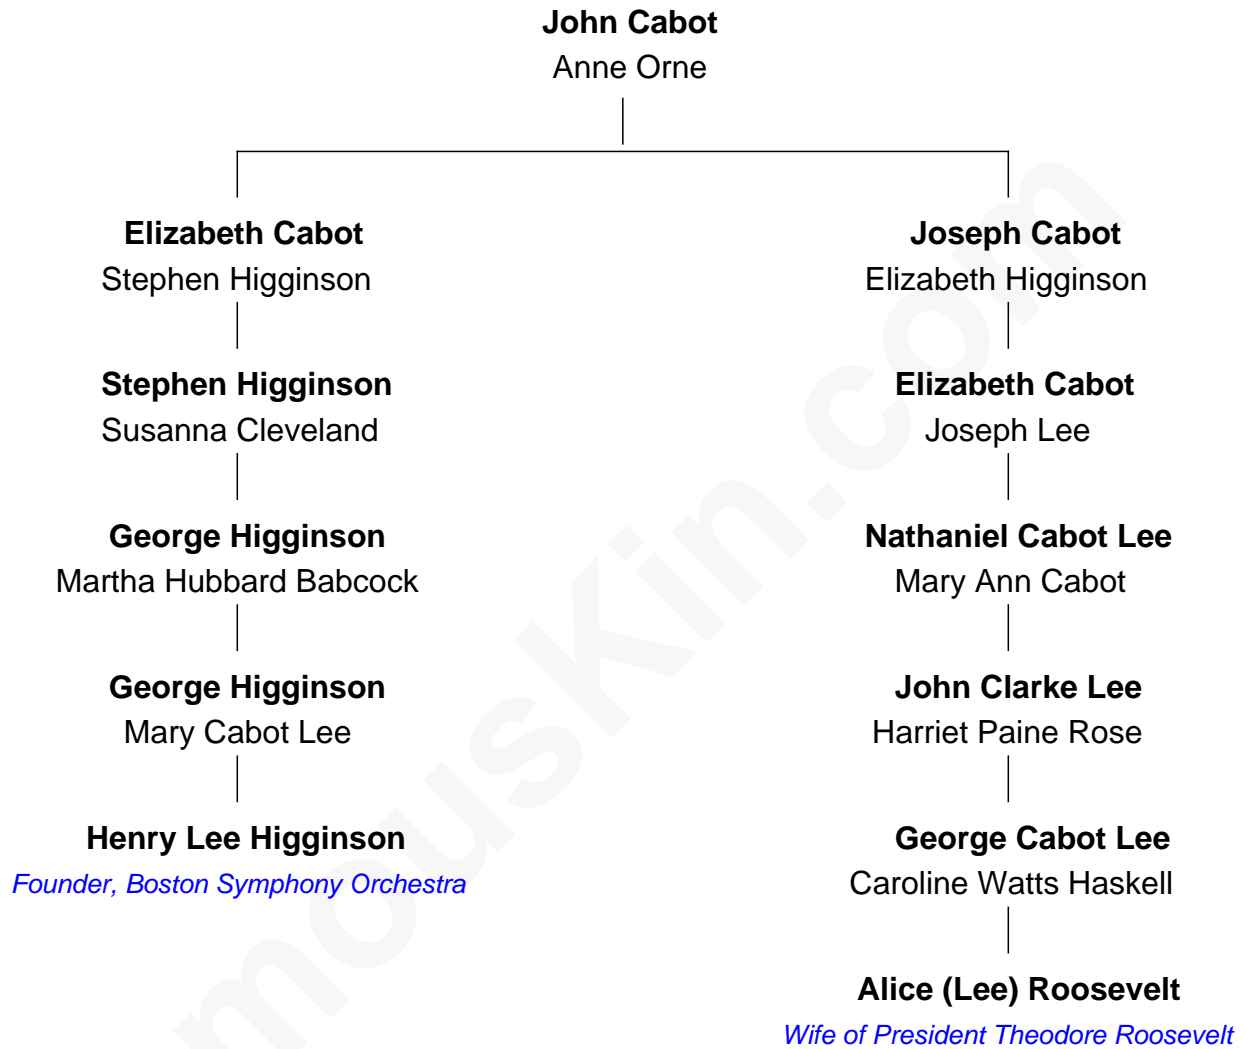 John Cabot
Anne Orne
Elizabeth Cabot
Stephen Higginson
Joseph Cabot
Elizabeth Higginson
Stephen Higginson
Susanna Cleveland
Elizabeth Cabot
Joseph Lee
George Higginson
Martha Hubbard Babcock
Nathaniel Cabot Lee
Mary Ann Cabot
George Higginson
Mary Cabot Lee
John Clarke Lee
Harriet Paine Rose
Henry Lee Higginson
Founder, Boston Symphony Orchestra
George Cabot Lee
Caroline Watts Haskell
Alice (Lee) Roosevelt
Wife of President Theodore Roosevelt
mouskin.com